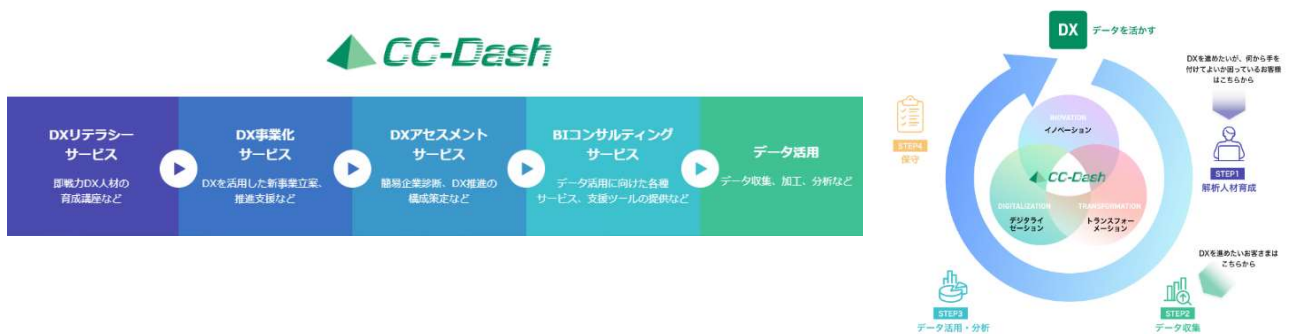 CC-Dash
DXリテラシー
サービス
即戦力DX人材の
育成講座など
DX事業化
サービス
DXを活用した新事業立案、
推進支援など
DXアセスメント
サービス
簡易企業診断、DX推進の
構成策定など
BIコンサルティング
サービス
データ活用に向けた各種
サービス、支援ツールの提供など
データ活用
データ収集、加工、分析など
DX
データを活かす
DXを進めたいが、何から手を
付けてよいか困っているお客様
はこちらから
STEP1
解析人材育成
DXを進めたいお客さまは
こちらから
STEP2
データ収集
STEP3
データ活用・分析
STEP4
保守
イノベーション
CC-Dash
DIGITALIZATION
デジタライ
ゼーション
TRANSFORMATION
トランスフォー
メーション